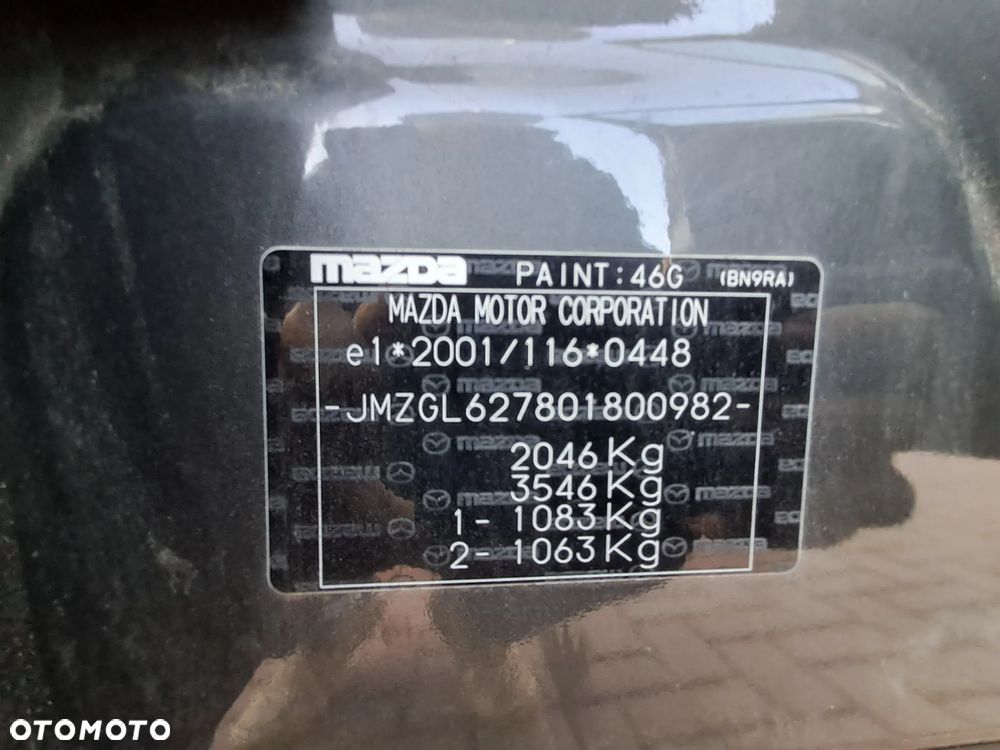 mazda PAINT:46G (BN9RA)
MAZDA MOTOR CORPORATION
e1*2001/116*0448
-JMZGL627801800982-
2046Kg
3546Kg
1- 1083Kg
2- 1063Kg
OTOMOTO